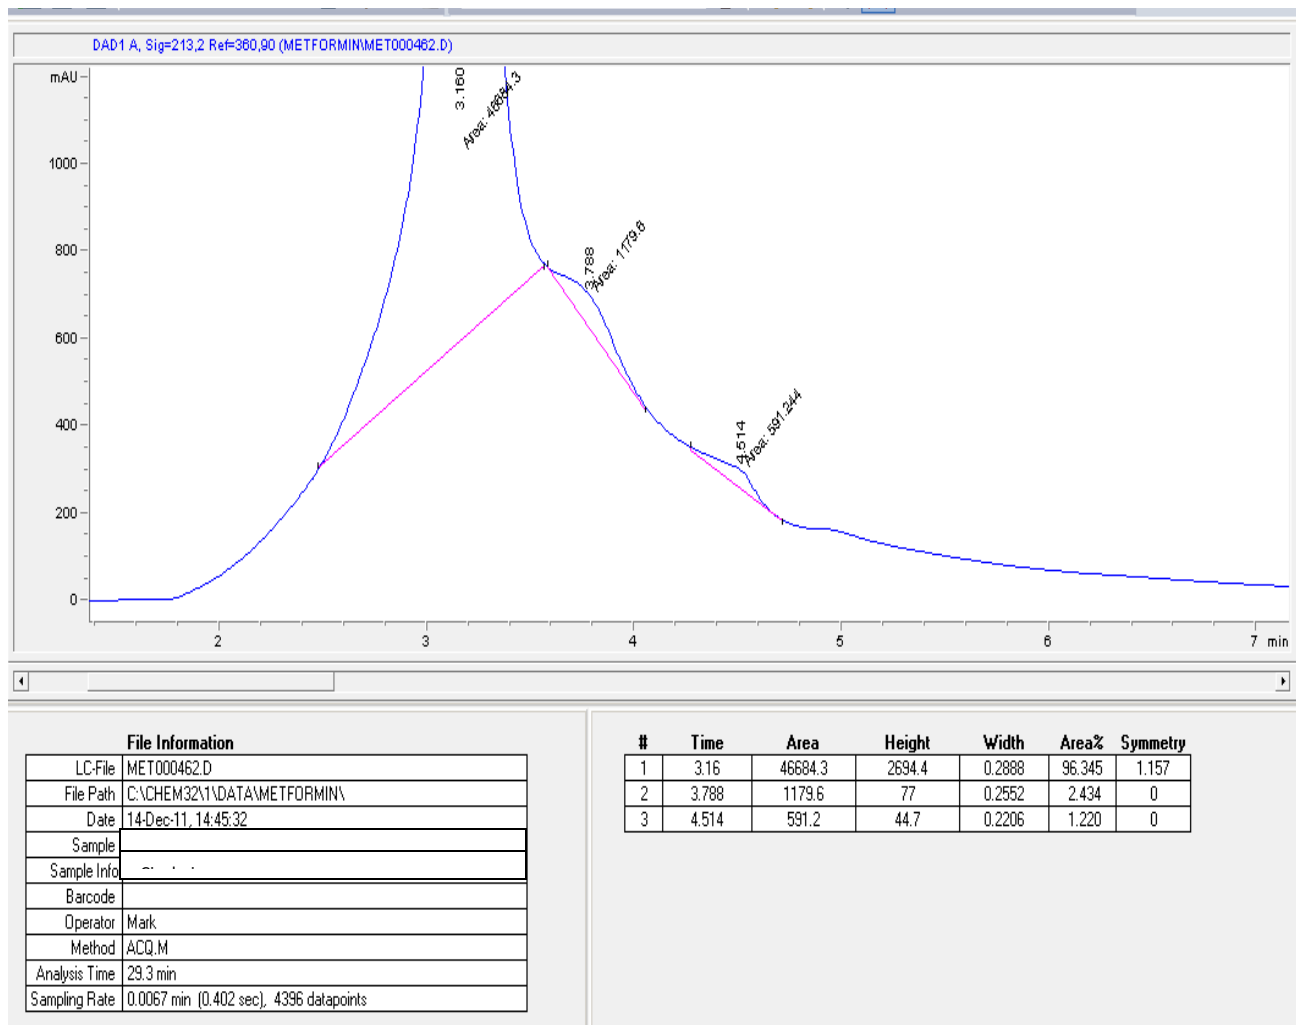 DAD1 A, Sig=213,2 Ref=360,90 (METFORMIN\MET000462.D)
mAU
3.160
Area: 46684.3
1000
3.788
Area: 1179.6
800
600
4.514
Area: 591.244
400
200
0
2 3 4 5 6 7 min
File Information
LC-File MET000462.D
File Path C:\CHEM32\1\DATA\METFORMIN\
Date 14-Dec-11, 14:45:32
Sample
Sample Info
Barcode
Operator Mark
Method ACQ.M
Analysis Time 29.3 min
Sampling Rate 0.0067 min (0.402 sec), 4396 datapoints
# Time Area Height Width Area% Symmetry
1 3.16 46684.3 2694.4 0.2888 96.345 1.157
2 3.788 1179.6 77 0.2552 2.434 0
3 4.514 591.2 44.7 0.2206 1.220 0